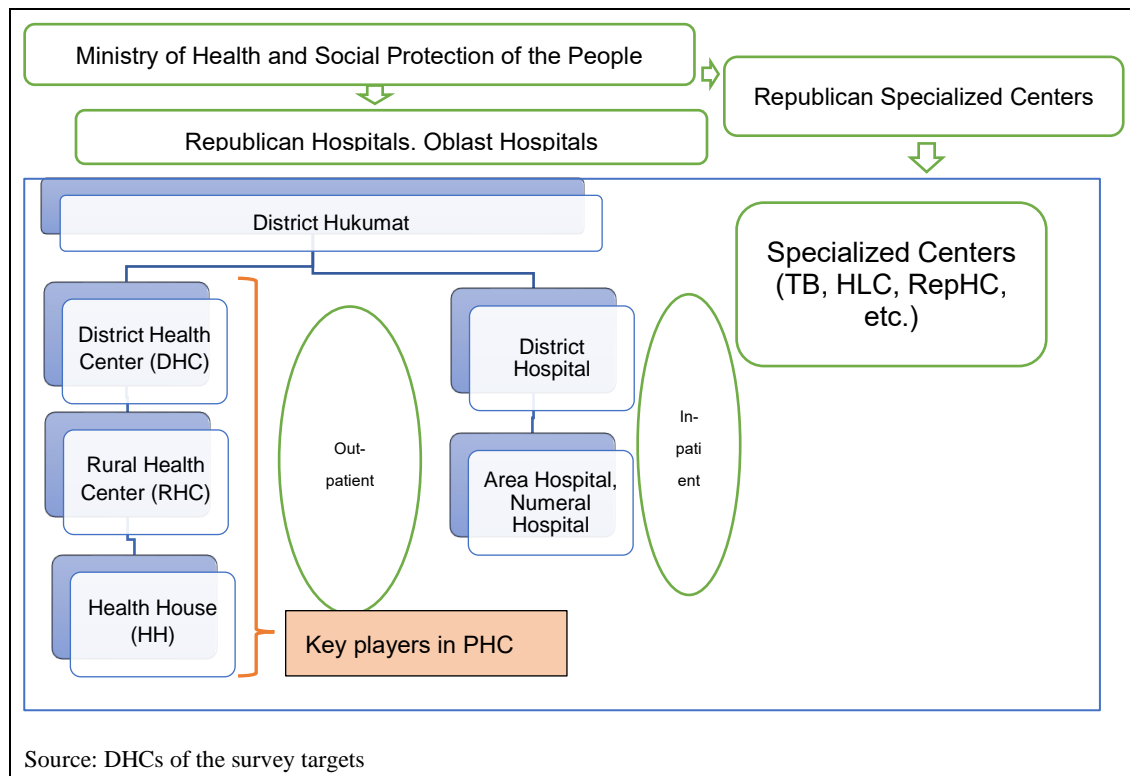 Ministry of Health and Social Protection of the People
Republican Specialized Centers
Republican Hospitals. Oblast Hospitals
District Hukumat
Specialized Centers
(TB, HLC, RepHC,
etc.)
District Health
Center (DHC)
District
Hospital
Out-
patient
In-
pati
ent
Rural Health
Center (RHC)
Area Hospital,
Numeral
Hospital
Health House
(HH)
Key players in PHC
Source: DHCs of the survey targets